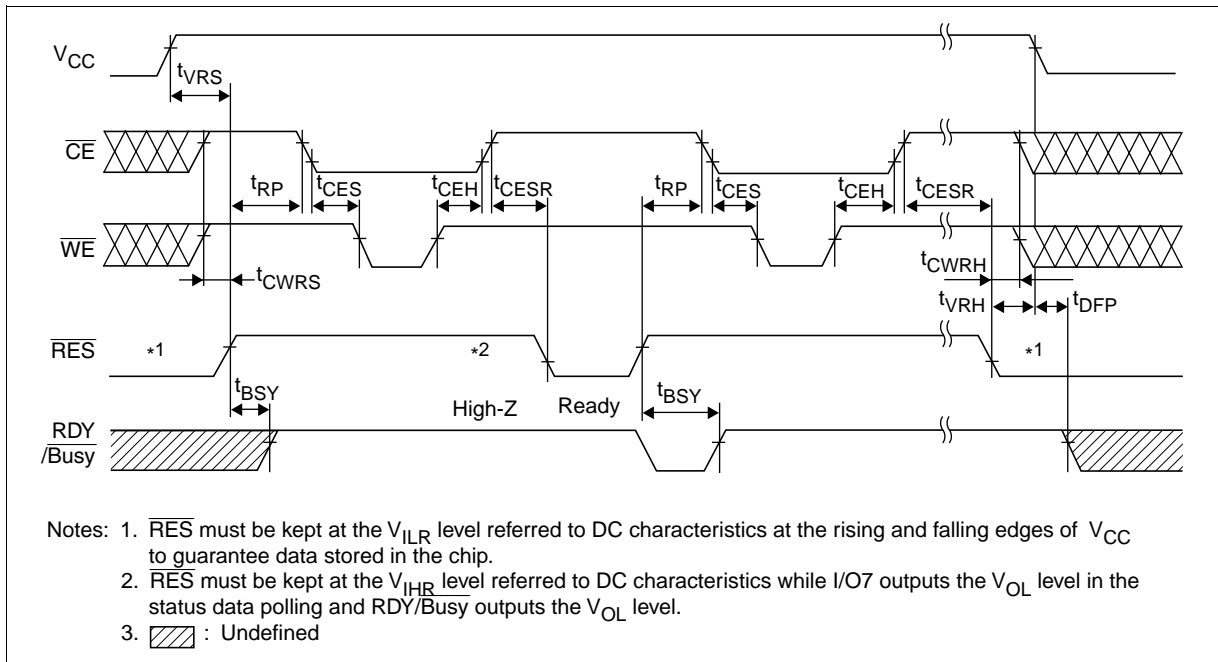 VCC
tVRS
CE
tRP tCES tCEH tCESR tRP tCES tCEH tCESR
WE
tCWRS tCWRH
tVRH tDFP
RES *1 *2 *1
tBSY High-Z Ready tBSY
RDY
/Busy
Notes: 1. RES must be kept at the VILR level referred to DC characteristics at the rising and falling edges of VCC
to guarantee data stored in the chip.
2. RES must be kept at the VIHR level referred to DC characteristics while I/O7 outputs the VOL level in the
status data polling and RDY/Busy outputs the VOL level.
3. : Undefined